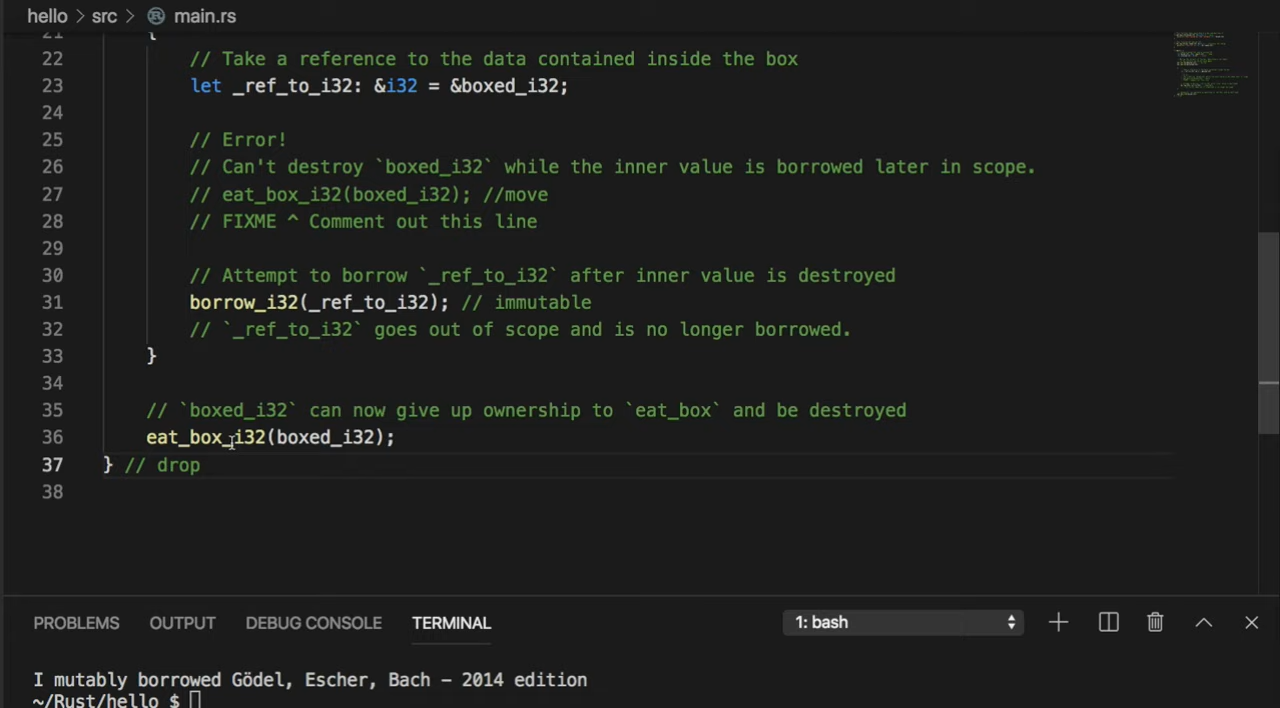 hello > src > main.rs
21 {
22 // Take a reference to the data contained inside the box
23 let _ref_to_i32: &i32 = &boxed_i32;
24
25 // Error!
26 // Can't destroy `boxed_i32` while the inner value is borrowed later in scope.
27 // eat_box_i32(boxed_i32); //move
28 // FIXME ^ Comment out this line
29
30 // Attempt to borrow `_ref_to_i32` after inner value is destroyed
31 borrow_i32(_ref_to_i32); // immutable
32 // `_ref_to_i32` goes out of scope and is no longer borrowed.
33 }
34
35 // `boxed_i32` can now give up ownership to `eat_box` and be destroyed
36 eat_box_i32(boxed_i32);
37 } // drop
38
PROBLEMS OUTPUT DEBUG CONSOLE TERMINAL 1: bash
I mutably borrowed Gödel, Escher, Bach – 2014 edition
~/Rust/hello $